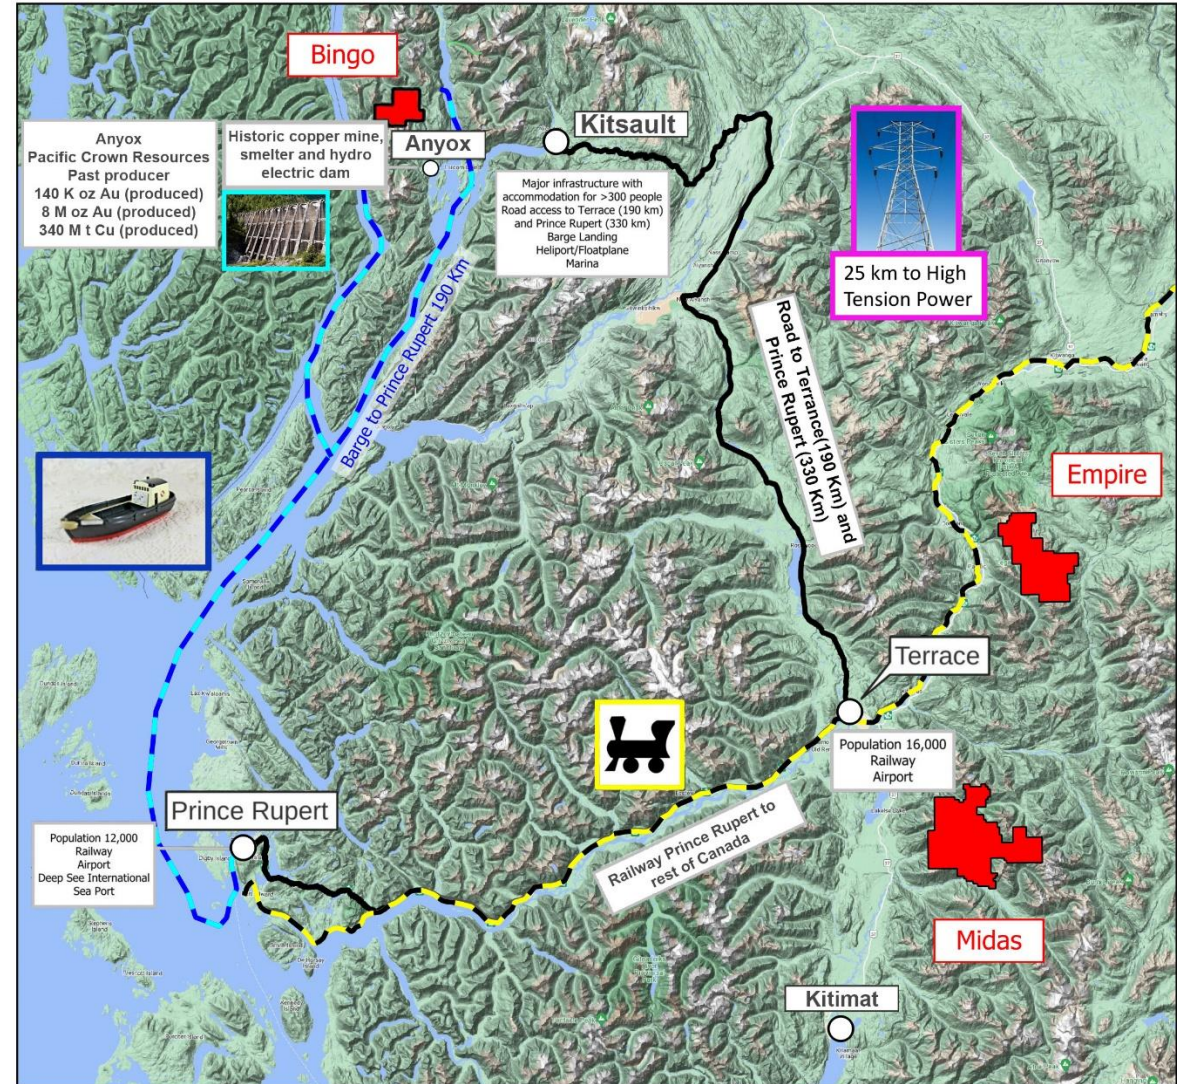 Bingo
Anyox
Pacific Crown Resources
Past producer
140 K oz Au (produced)
8 M oz Au (produced)
340 M t Cu (produced)
Historic copper mine,
smelter and hydro
electric dam
Anyox
Kitsault
Major infrastructure with
accommodation for >300 people
Road access to Terrace (190 km)
and Prince Rupert (330 km)
Barge Landing
Heliport/Floatplane
Marina
25 km to High
Tension Power
Barge to Prince Rupert 190 Km
Road to Terrance(190 Km) and
Prince Rupert (330 Km)
Empire
Terrace
Population 16,000
Railway
Airport
Prince Rupert
Population 12,000
Railway
Airport
Deep See International
Sea Port
Railway Prince Rupert to
rest of Canada
Midas
Kitimat